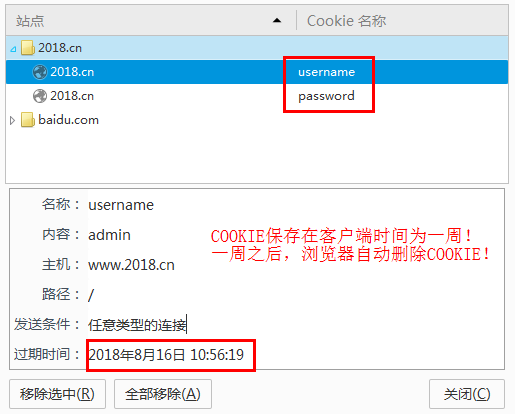 站点 Cookie 名称
2018.cn
2018.cn username
2018.cn password
baidu.com
名称： username
内容： admin
COOKIE保存在客户端时间为一周！
主机： www.2018.cn
一周之后，浏览器自动删除COOKIE！
路径： /
发送条件： 任意类型的连接
过期时间： 2018年8月16日 10:56:19
移除选中(R) 全部移除(A) 关闭(C)